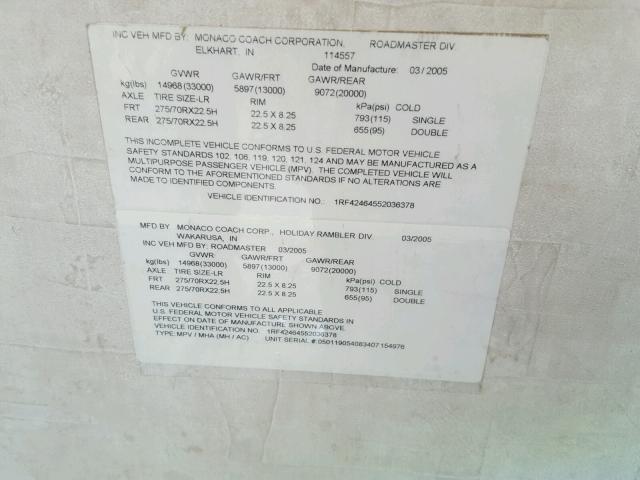 INC VEH MFD BY: MONACO COACH CORPORATION, ROADMASTER DIV.
ELKHART, IN 114557
Date of Manufacture: 03/2005
GVWR GAWR/FRT GAWR/REAR
kg(lbs) 14968(33000) 5897(13000) 9072(20000)
AXLE TIRE SIZE-LR RIM kPa(psi) COLD
FRT 275/70RX22.5H 22.5 X 8.25 793(115) SINGLE
REAR 275/70RX22.5H 22.5 X 8.25 655(95) DOUBLE
THIS INCOMPLETE VEHICLE CONFORMS TO U.S. FEDERAL MOTOR VEHICLE
SAFETY STANDARDS 102, 106, 119, 120, 121, 124 AND MAY BE MANUFACTURED AS A
MULTIPURPOSE PASSENGER VEHICLE (MPV). THE COMPLETED VEHICLE WILL
CONFORM TO THE AFOREMENTIONED STANDARDS IF NO ALTERATIONS ARE
MADE TO IDENTIFIED COMPONENTS.
VEHICLE IDENTIFICATION NO.: 1RF42464552036378
MFD BY MONACO COACH CORP., HOLIDAY RAMBLER DIV 03/2005
WAKARUSA, IN
INC VEH MFD BY: ROADMASTER 03/2005
GVWR GAWR/FRT GAWR/REAR
kg(lbs) 14968(33000) 5897(13000) 9072(20000)
AXLE TIRE SIZE-LR RIM kPa(psi) COLD
FRT 275/70RX22.5H 22.5 X 8.25 793(115) SINGLE
REAR 275/70RX22.5H 22.5 X 8.25 655(95) DOUBLE
THIS VEHICLE CONFORMS TO ALL APPLICABLE
U.S. FEDERAL MOTOR VEHICLE SAFETY STANDARDS IN
EFFECT ON DATE OF MANUFACTURE SHOWN ABOVE.
VEHICLE IDENTIFICATION NO. 1RF42464552036378
TYPE: MPV / MHA (MH / AC) UNIT SERIAL #:050119054083407154976